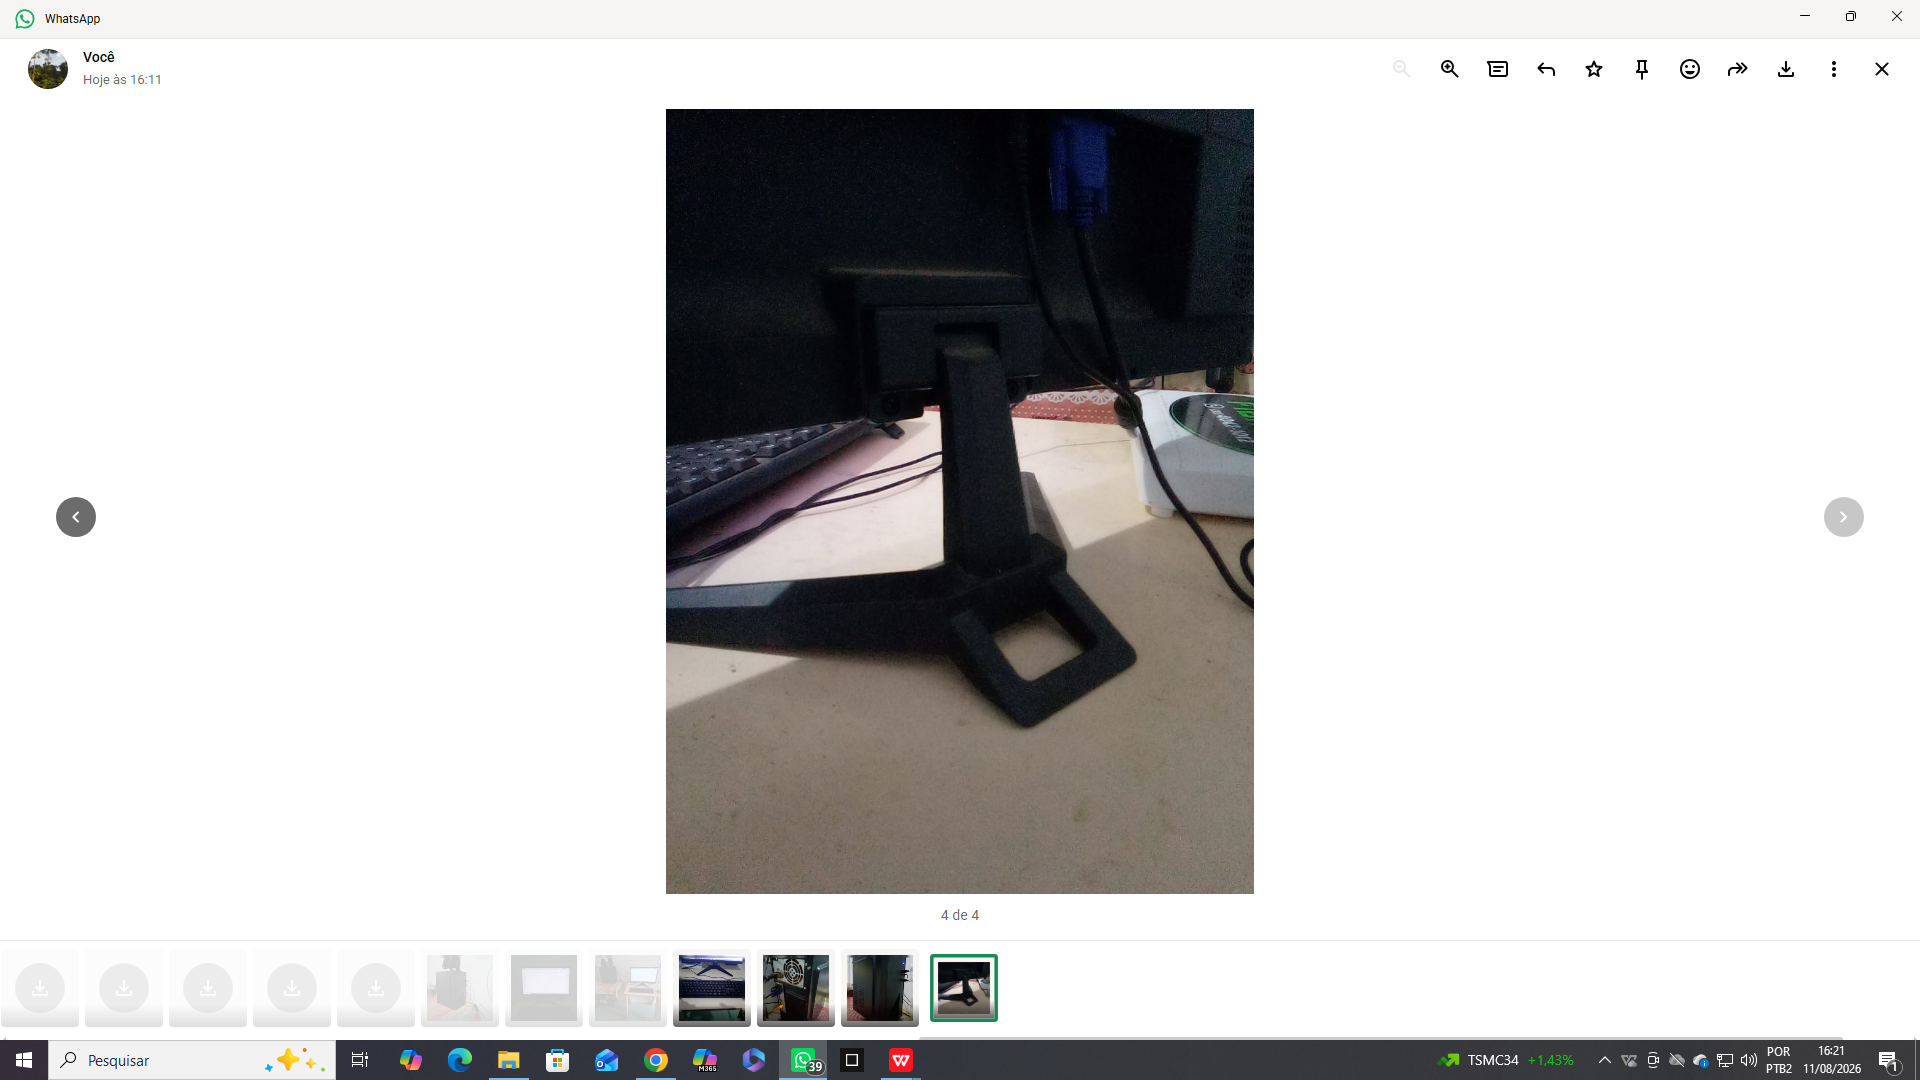 WhatsApp
Você
Hoje às 16:11
4 de 4
Pesquisar
M365
39
TSMC34 +1,43%
POR
PTB2
16:21
11/08/2026
1